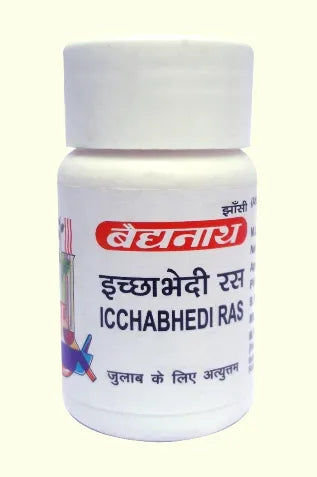 झाँसी
बैद्यनाथ
इच्छाभेदी रस
ICCHABHEDI RAS
जुलाब के लिए अत्युत्तम